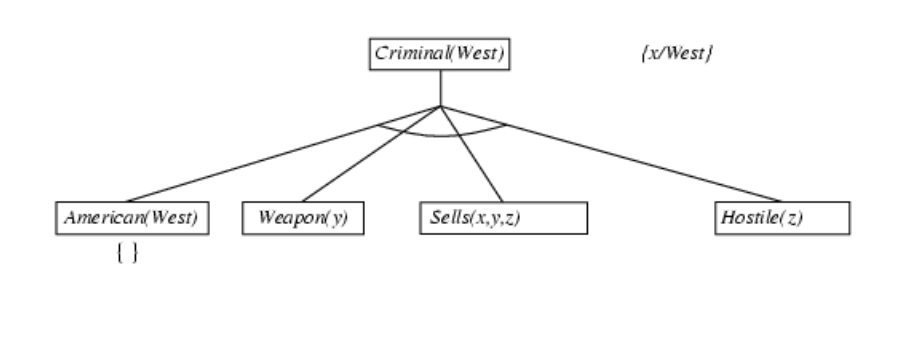 Criminal(West)
{x/West}
American(West)
Weapon(y)
Sells(x,y,z)
Hostile(z)
{ }